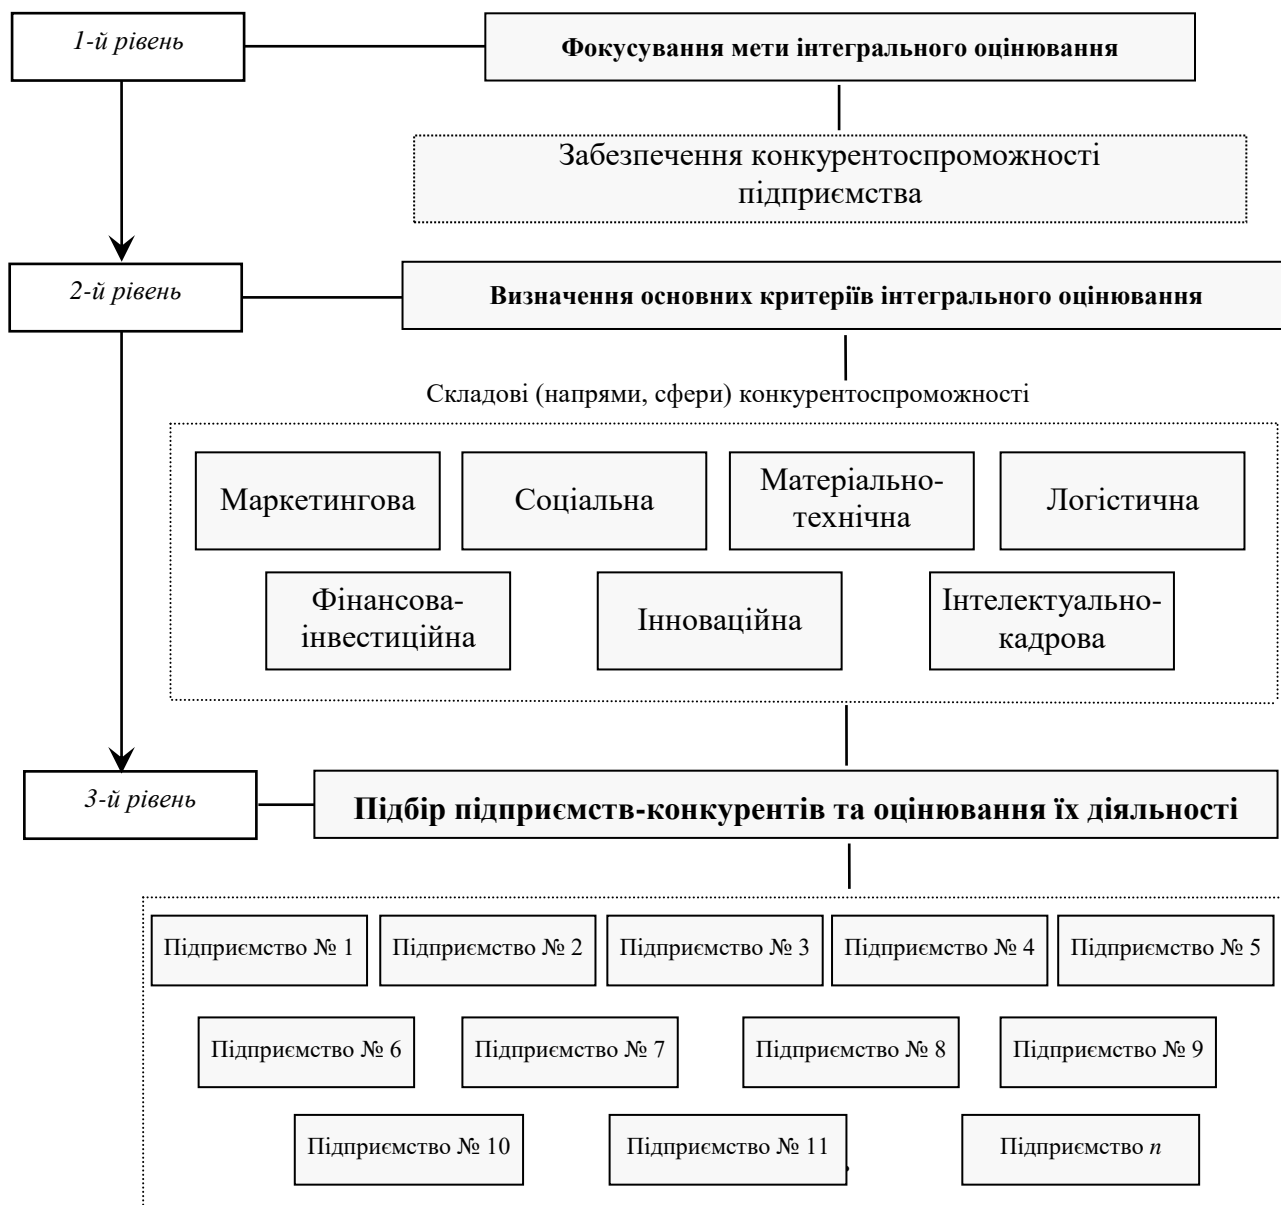 1-й рівень
Фокусування мети інтегрального оцінювання
Забезпечення конкурентоспроможності
підприємства
2-й рівень
Визначення основних критеріїв інтегрального оцінювання
Складові (напрями, сфери) конкурентоспроможності
Маркетингова
Соціальна
Матеріально-
технічна
Логістична
Фінансова-
інвестиційна
Інноваційна
Інтелектуально-
кадрова
3-й рівень
Підбір підприємств-конкурентів та оцінювання їх діяльності
Підприємство № 1
Підприємство № 2
Підприємство № 3
Підприємство № 4
Підприємство № 5
Підприємство № 6
Підприємство № 7
Підприємство № 8
Підприємство № 9
Підприємство № 10
Підприємство № 11
Підприємство n